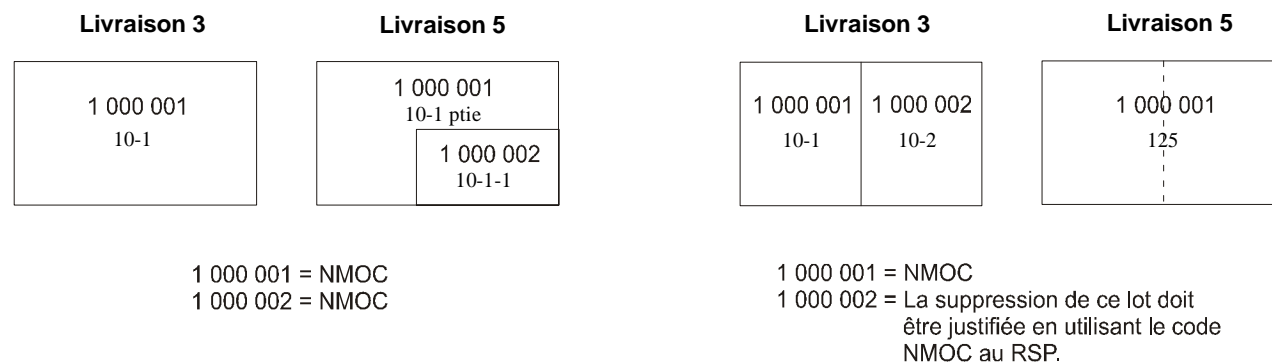 Livraison 3
Livraison 5
1 000 001
10-1
1 000 001
10-1 ptie
1 000 002
10-1-1
1 000 001 = NMOC
1 000 002 = NMOC
Livraison 3
Livraison 5
1 000 001
1 000 002
10-1
10-2
1 000 001
125
1 000 001 = NMOC
1 000 002 = La suppression de ce lot doit
être justifiée en utilisant le code
NMOC au RSP.